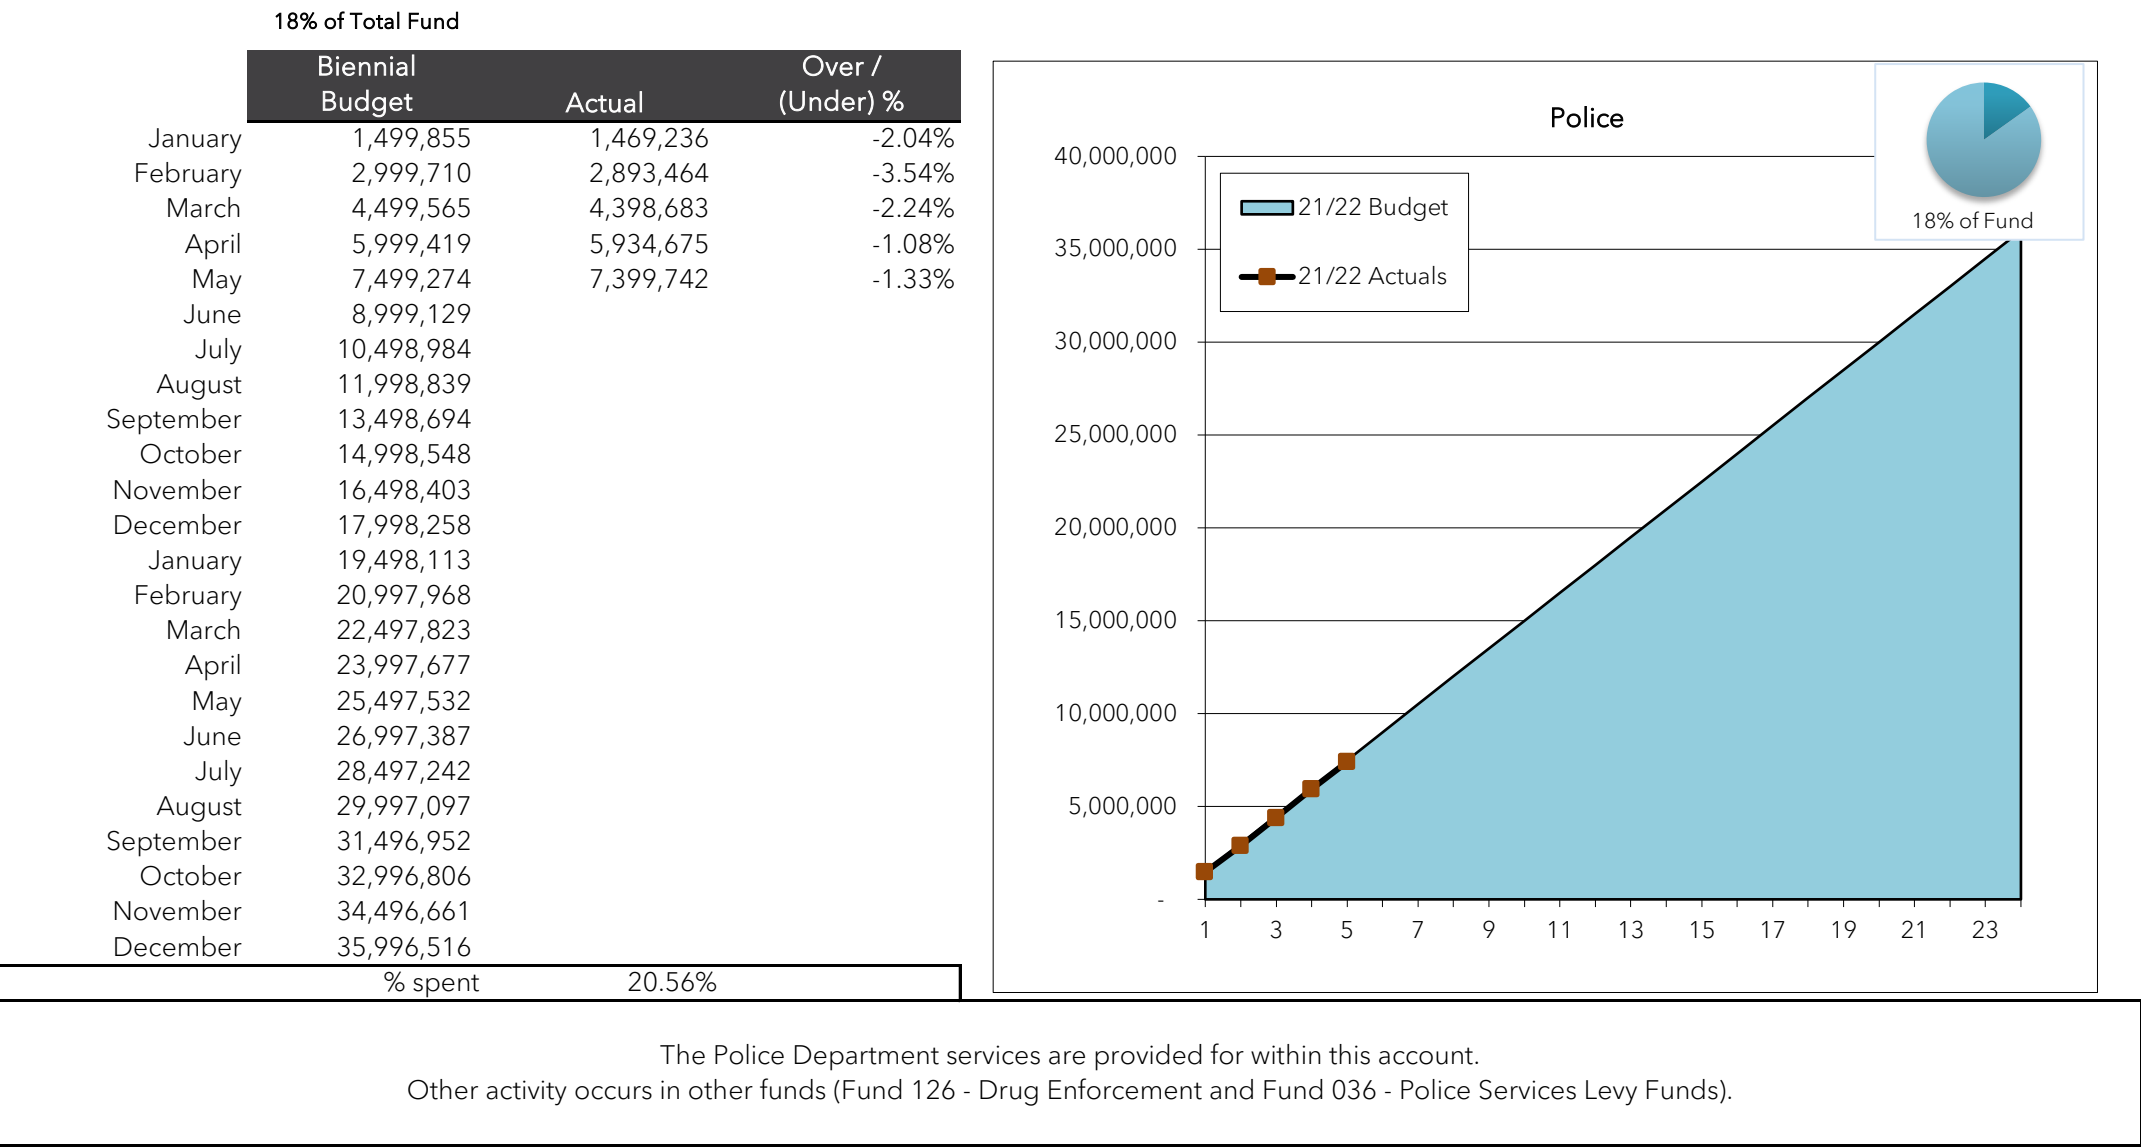 18% of Total Fund
Biennial Budget Actual Over / (Under) %
January 1,499,855 1,469,236 -2.04%
February 2,999,710 2,893,464 -3.54%
March 4,499,565 4,398,683 -2.24%
April 5,999,419 5,934,675 -1.08%
May 7,499,274 7,399,742 -1.33%
June 8,999,129
July 10,498,984
August 11,998,839
September 13,498,694
October 14,998,548
November 16,498,403
December 17,998,258
January 19,498,113
February 20,997,968
March 22,497,823
April 23,997,677
May 25,497,532
June 26,997,387
July 28,497,242
August 29,997,097
September 31,496,952
October 32,996,806
November 34,496,661
December 35,996,516
% spent 20.56%
Police
18% of Fund
21/22 Budget
21/22 Actuals
40,000,000
35,000,000
30,000,000
25,000,000
20,000,000
15,000,000
10,000,000
5,000,000
-
1 3 5 7 9 11 13 15 17 19 21 23
The Police Department services are provided for within this account.
Other activity occurs in other funds (Fund 126 - Drug Enforcement and Fund 036 - Police Services Levy Funds).